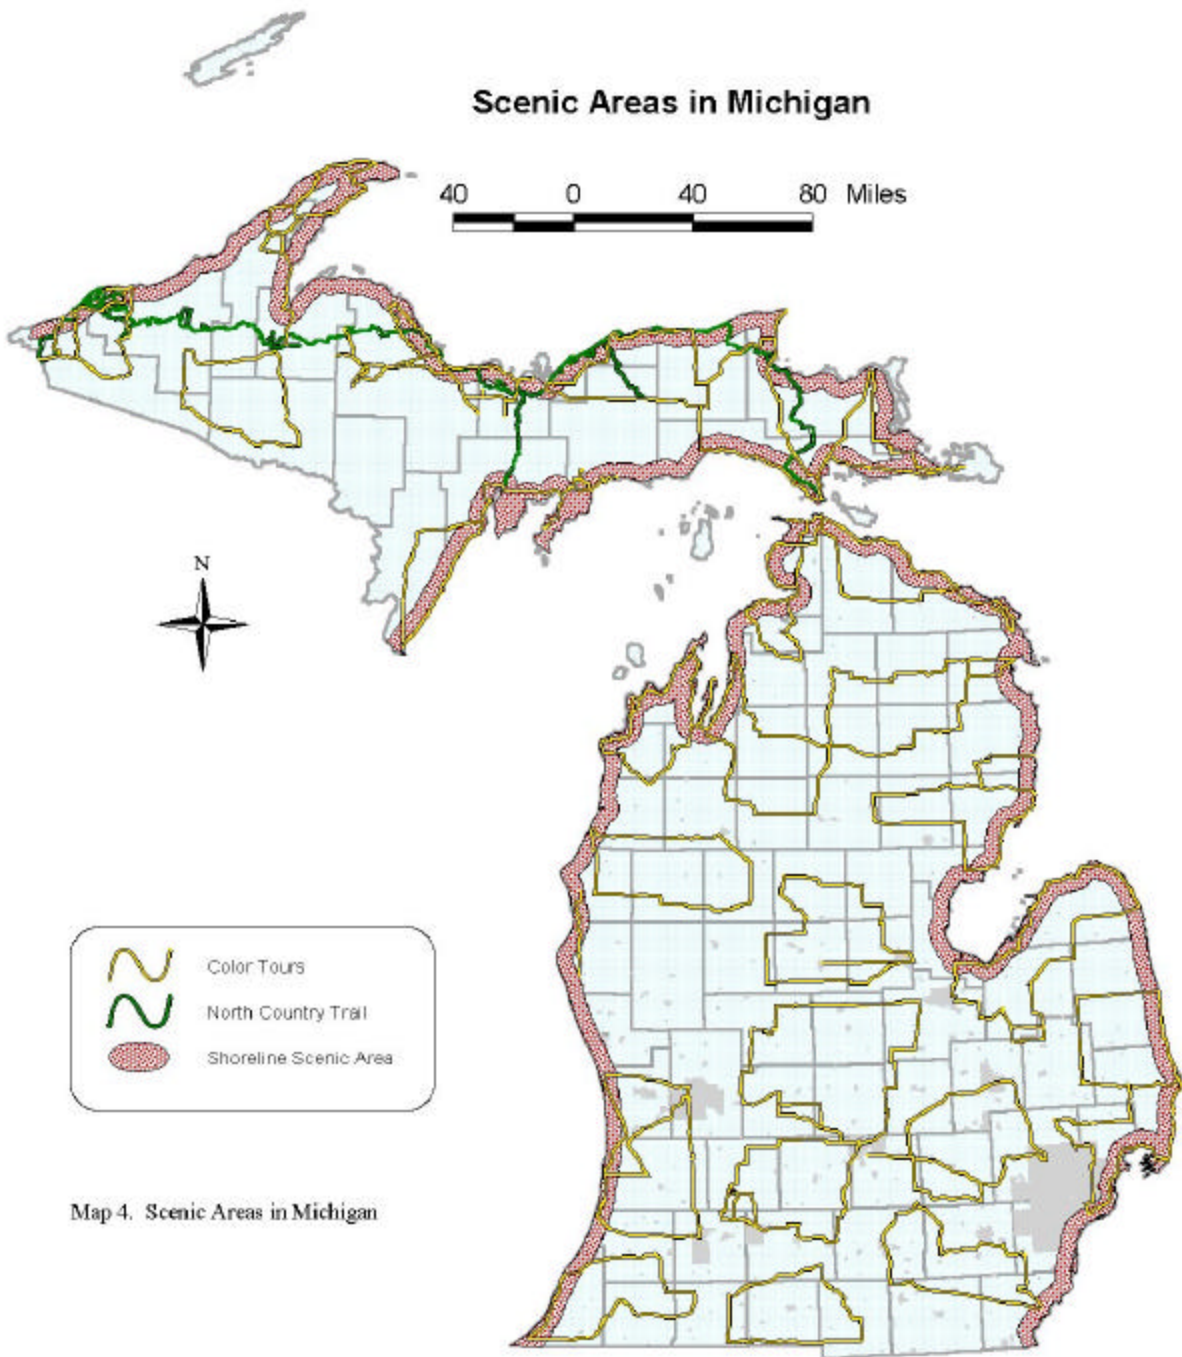 Scenic Areas in Michigan
40 0 40 80 Miles
N
Color Tours
North Country Trail
Shoreline Scenic Area
Map 4. Scenic Areas in Michigan